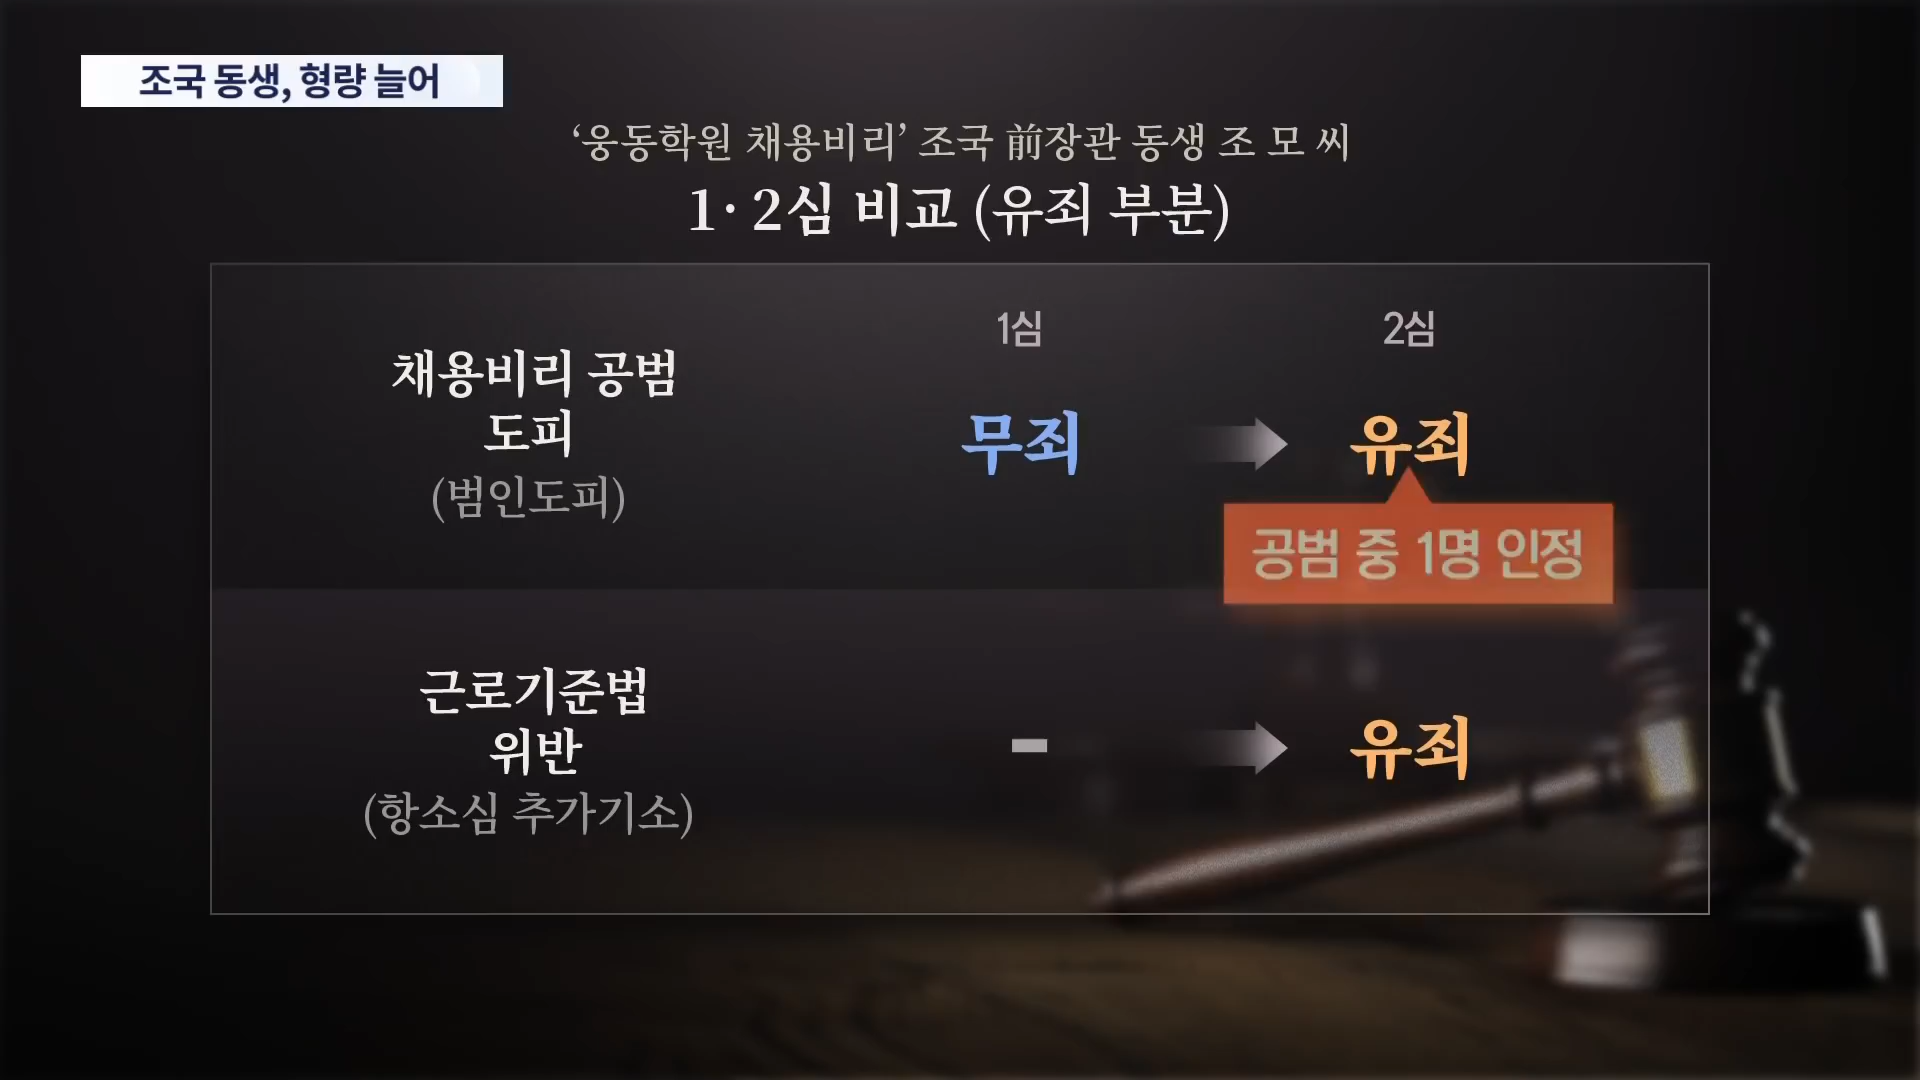 조국 동생, 형량 늘어
‘웅동학원 채용비리’ 조국 前장관 동생 조 모 씨
1·2심 비교 (유죄 부분)
1심 2심
채용비리 공범
도피
(범인도피)
무죄 유죄
공범 중 1명 인정
근로기준법
위반
(항소심 추가기소)
- 유죄